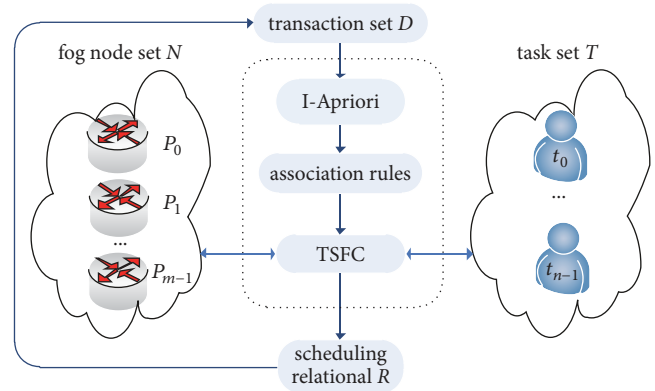 transaction set D
fog node set N
task set T
I-Apriori
P0
t0
association rules
P1
...
...
TSFC
Pm−1
tn−1
scheduling
relational R